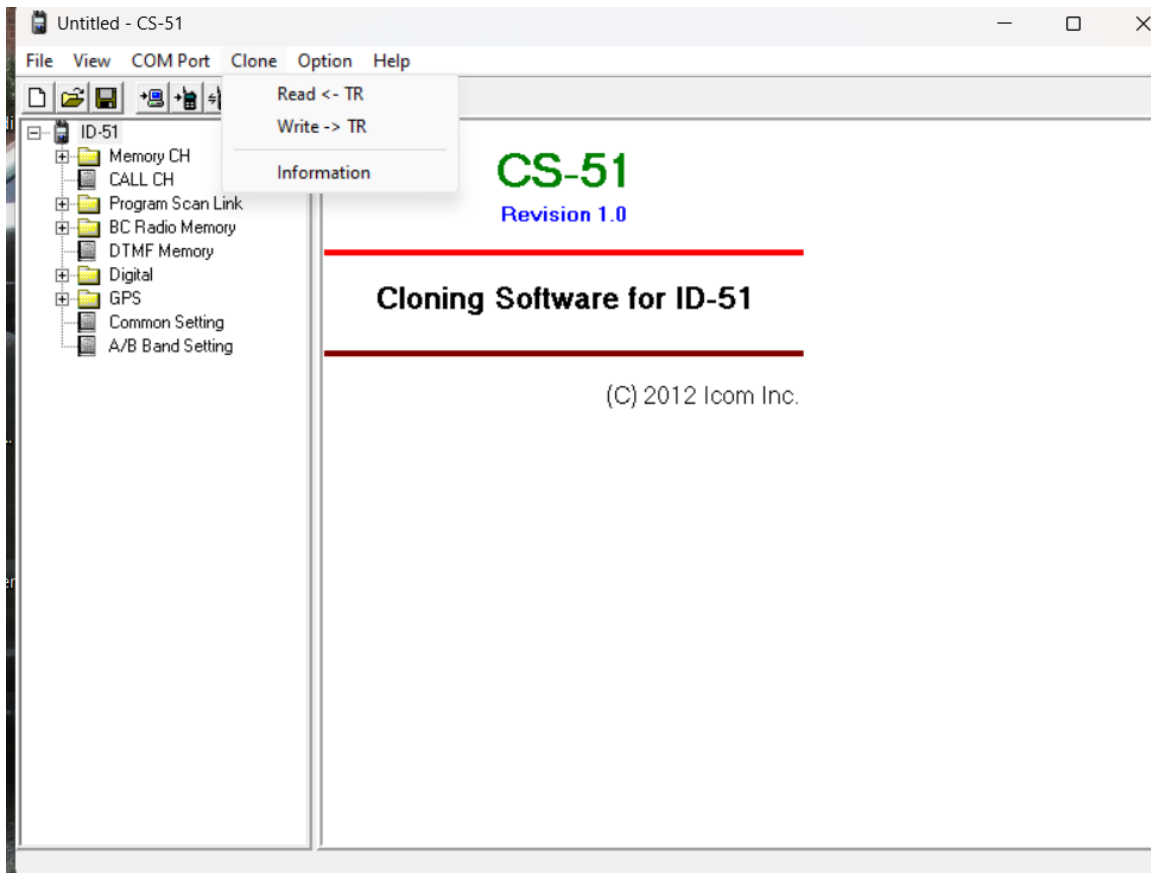 Untitled - CS-51
File View COM Port Clone Option Help
Read <- TR
Write -> TR
Information
ID-51
Memory CH
CALL CH
Program Scan Link
BC Radio Memory
DTMF Memory
Digital
GPS
Common Setting
A/B Band Setting
CS-51
Revision 1.0
Cloning Software for ID-51
(C) 2012 Icom Inc.